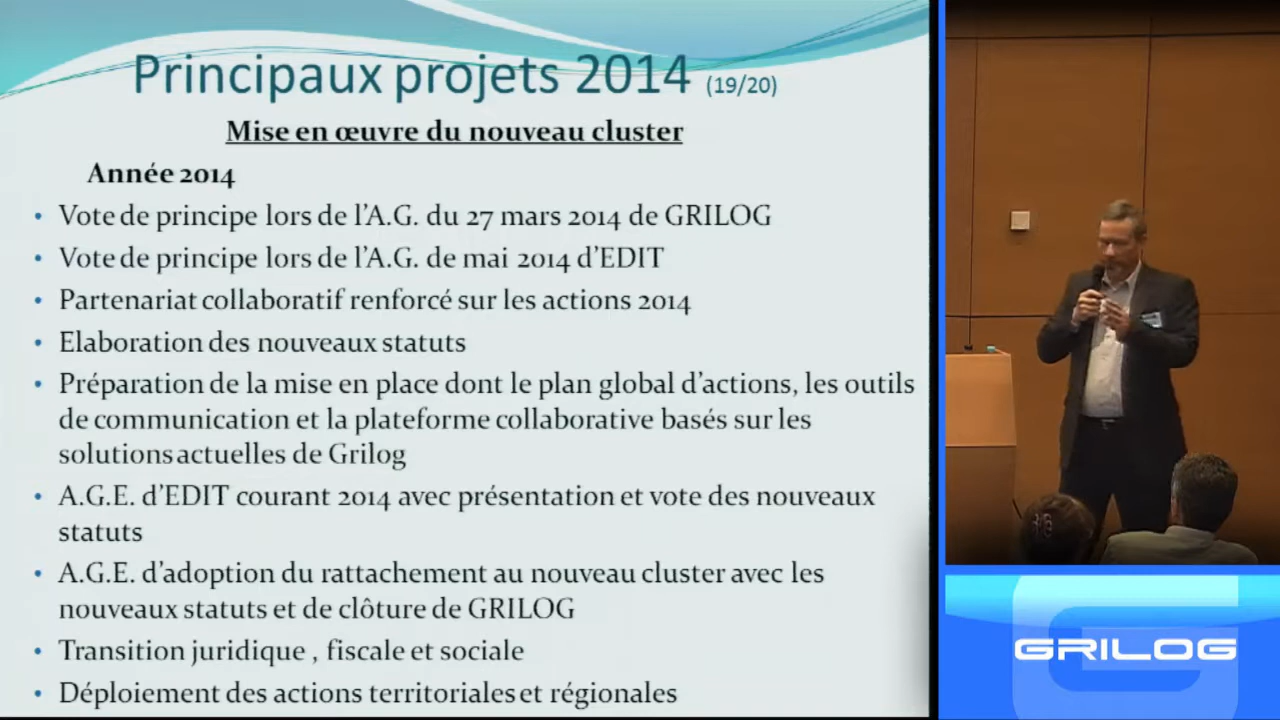 Principaux projets 2014 (19/20)
Mise en œuvre du nouveau cluster
Année 2014
• Vote de principe lors de l’A.G. du 27 mars 2014 de GRILOG
• Vote de principe lors de l’A.G. de mai 2014 d’EDIT
• Partenariat collaboratif renforcé sur les actions 2014
• Elaboration des nouveaux statuts
• Préparation de la mise en place dont le plan global d’actions, les outils
de communication et la plateforme collaborative basés sur les
solutions actuelles de Grilog
• A.G.E. d’EDIT courant 2014 avec présentation et vote des nouveaux
statuts
• A.G.E. d’adoption du rattachement au nouveau cluster avec les
nouveaux statuts et de clôture de GRILOG
• Transition juridique , fiscale et sociale
• Déploiement des actions territoriales et régionales
GRILOG